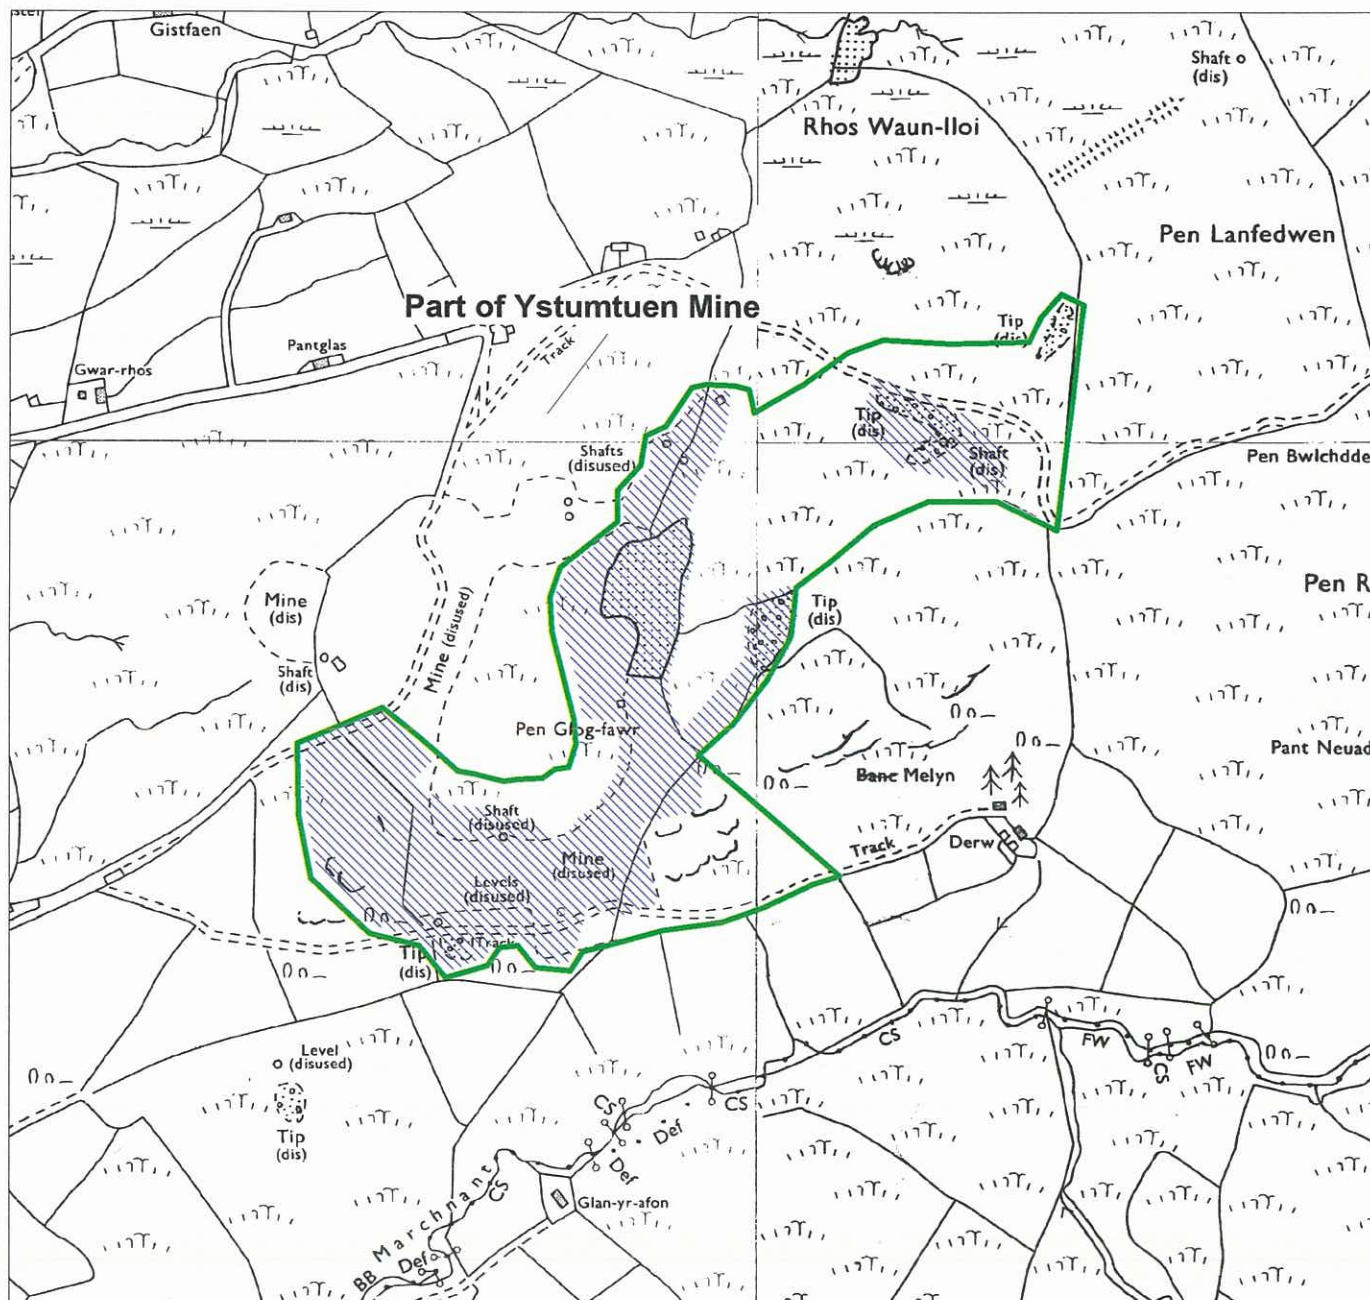 Gistfaen
Shaft
(dis)
Rhos Waun-lloi
Pen Lanfedwen
Part of Ystumtuen Mine
Tip
(dis)
Track
Pantglas
Gwar-rhos
Tip
(dis)
Shafts
(disused)
Shaft
(dis)
Pen Bwlchdde
Mine
(dis)
Mine (disused)
Tip
(dis)
Pen R
Shaft
(dis)
Pen Glog-fawr
Pant Neuad
Banc Melyn
Shaft
(disused)
Track
Derw
Mine
(disused)
Levels
(disused)
Track
Tip
(dis)
CS
FW
CS
FW
Level
(disused)
Tip
(dis)
CS
CS
Def
Def
CS
Glan-yr-afon
Marchnant
Def
BB